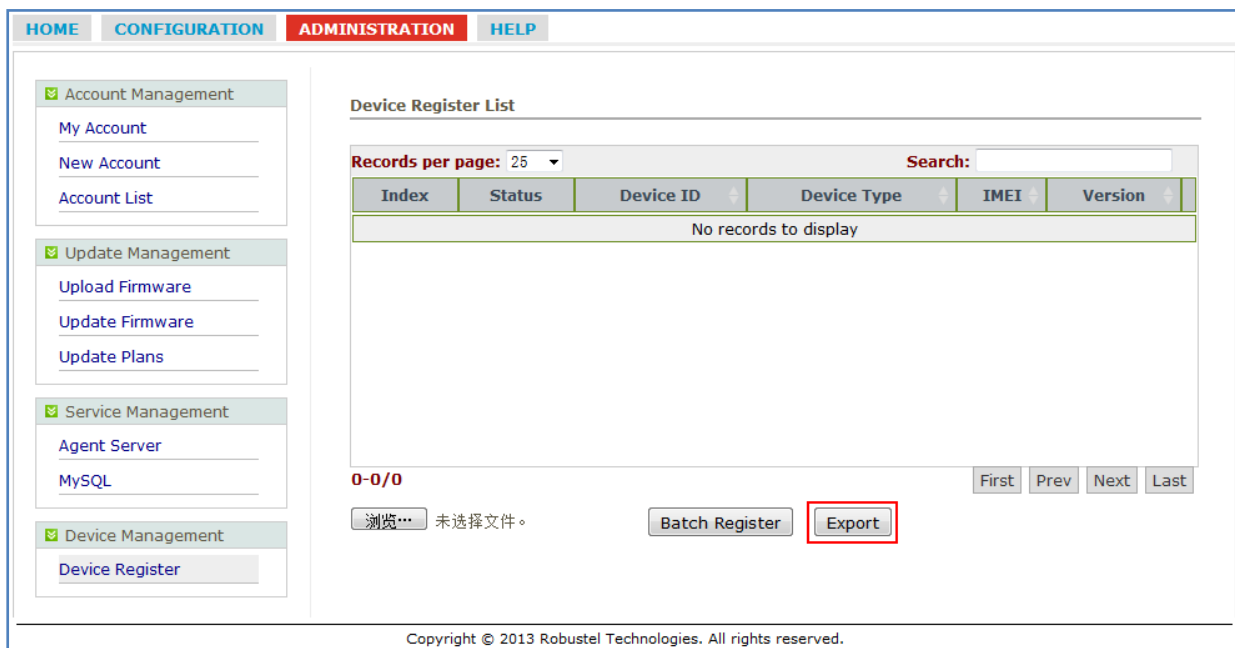 HOME CONFIGURATION ADMINISTRATION HELP
Account Management
My Account
New Account
Account List
Update Management
Upload Firmware
Update Firmware
Update Plans
Service Management
Agent Server
MySQL
Device Management
Device Register
Device Register List
Records per page: 25 Search:
Index Status Device ID Device Type IMEI Version
No records to display
0-0/0 First Prev Next Last
浏览… 未选择文件。 Batch Register Export
Copyright © 2013 Robustel Technologies. All rights reserved.